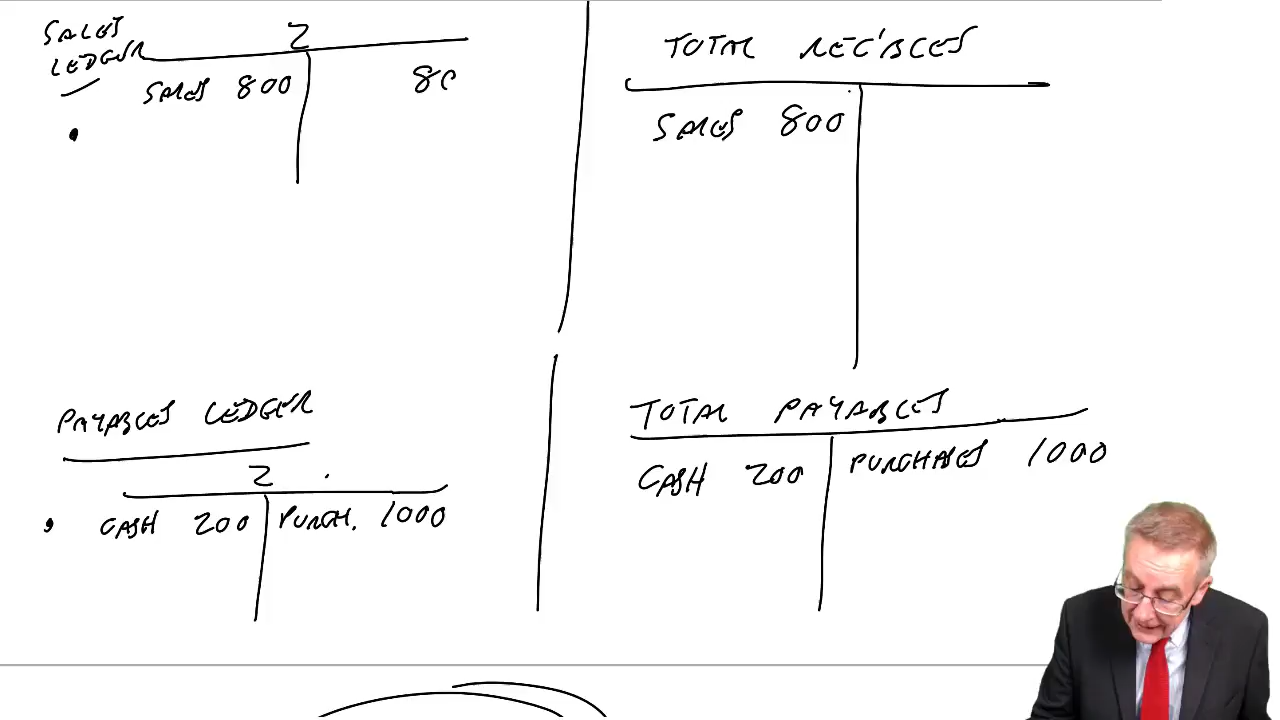 SALES
LEDGER
Z
SALES 800
80
TOTAL REC'BLES
SALES 800
PAYABLES LEDGER
Z
CASH 200 PURCH. 1000
TOTAL PAYABLES
CASH 200 PURCHASES 1000